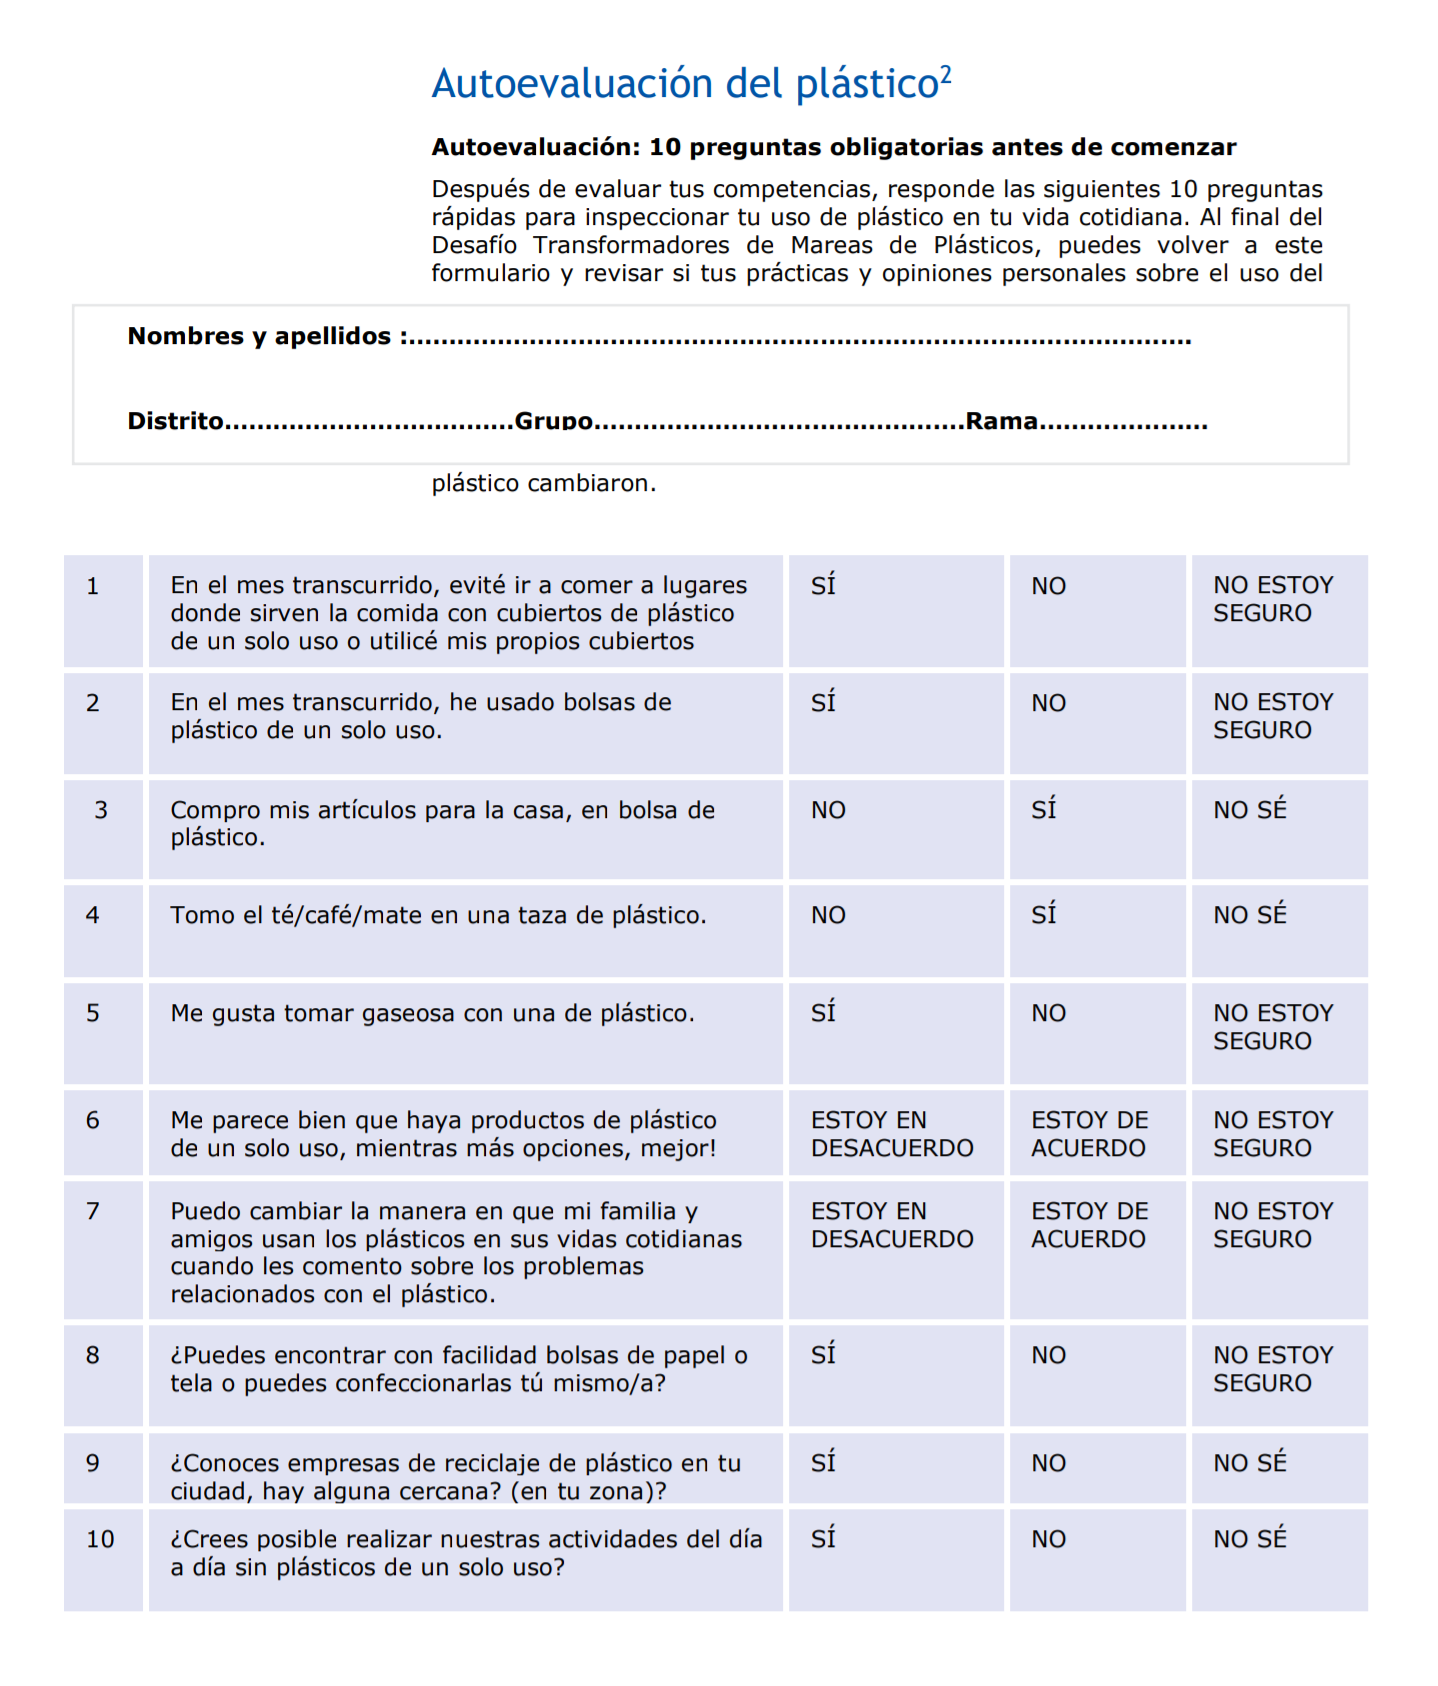 Autoevaluación del plástico²
Autoevaluación: 10 preguntas obligatorias antes de comenzar
Después de evaluar tus competencias, responde las siguientes 10 preguntas
rápidas para inspeccionar tu uso de plástico en tu vida cotidiana. Al final del
Desafío Transformadores de Mareas de Plásticos, puedes volver a este
formulario y revisar si tus prácticas y opiniones personales sobre el uso del
Nombres y apellidos :.................................................................................................
Distrito....................................Grupo..............................................Rama.....................
plástico cambiaron.
1 En el mes transcurrido, evité ir a comer a lugares SÍ NO NO ESTOY
donde sirven la comida con cubiertos de plástico SEGURO
de un solo uso o utilicé mis propios cubiertos
2 En el mes transcurrido, he usado bolsas de SÍ NO NO ESTOY
plástico de un solo uso. SEGURO
3 Compro mis artículos para la casa, en bolsa de NO SÍ NO SÉ
plástico.
4 Tomo el té/café/mate en una taza de plástico. NO SÍ NO SÉ
5 Me gusta tomar gaseosa con una de plástico. SÍ NO NO ESTOY
SEGURO
6 Me parece bien que haya productos de plástico ESTOY EN ESTOY DE NO ESTOY
de un solo uso, mientras más opciones, mejor! DESACUERDO ACUERDO SEGURO
7 Puedo cambiar la manera en que mi familia y ESTOY EN ESTOY DE NO ESTOY
amigos usan los plásticos en sus vidas cotidianas DESACUERDO ACUERDO SEGURO
cuando les comento sobre los problemas
relacionados con el plástico.
8 ¿Puedes encontrar con facilidad bolsas de papel o SÍ NO NO ESTOY
tela o puedes confeccionarlas tú mismo/a? SEGURO
9 ¿Conoces empresas de reciclaje de plástico en tu SÍ NO NO SÉ
ciudad, hay alguna cercana? (en tu zona)?
10 ¿Crees posible realizar nuestras actividades del día SÍ NO NO SÉ
a día sin plásticos de un solo uso?